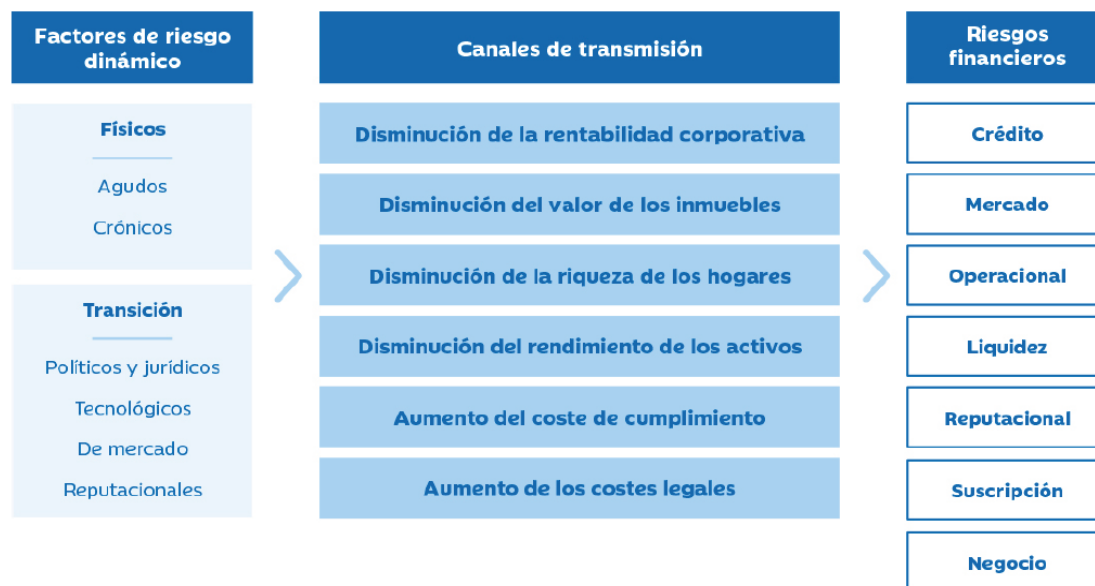 Factores de riesgo
dinámico
Físicos
Agudos
Crónicos
Transición
Políticos y jurídicos
Tecnológicos
De mercado
Reputacionales
Canales de transmisión
Disminución de la rentabilidad corporativa
Disminución del valor de los inmuebles
Disminución de la riqueza de los hogares
Disminución del rendimiento de los activos
Aumento del coste de cumplimiento
Aumento de los costes legales
Riesgos
financieros
Crédito
Mercado
Operacional
Liquidez
Reputacional
Suscripción
Negocio